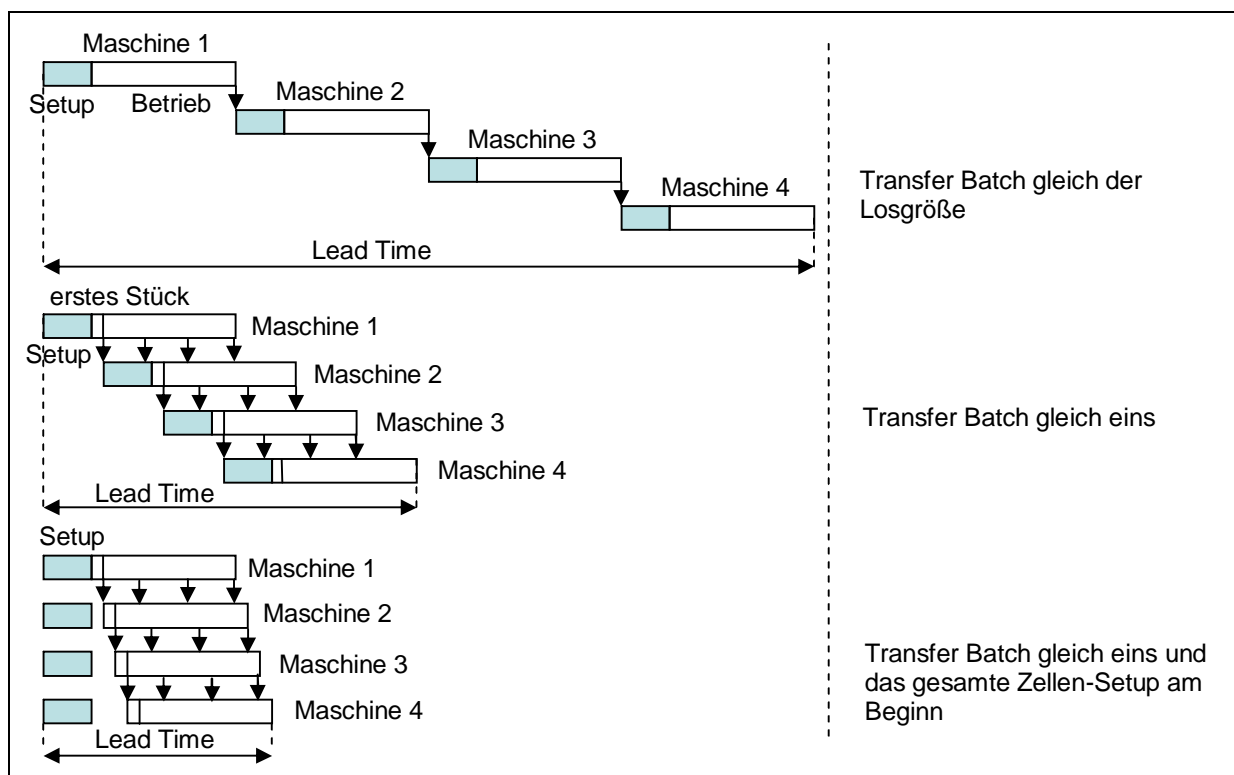 Maschine 1
Setup Betrieb
Maschine 2
Maschine 3
Maschine 4
Lead Time
Transfer Batch gleich der
Losgröße
erstes Stück
Maschine 1
Setup
Maschine 2
Maschine 3
Maschine 4
Lead Time
Transfer Batch gleich eins
Setup
Maschine 1
Maschine 2
Maschine 3
Maschine 4
Lead Time
Transfer Batch gleich eins und
das gesamte Zellen-Setup am
Beginn